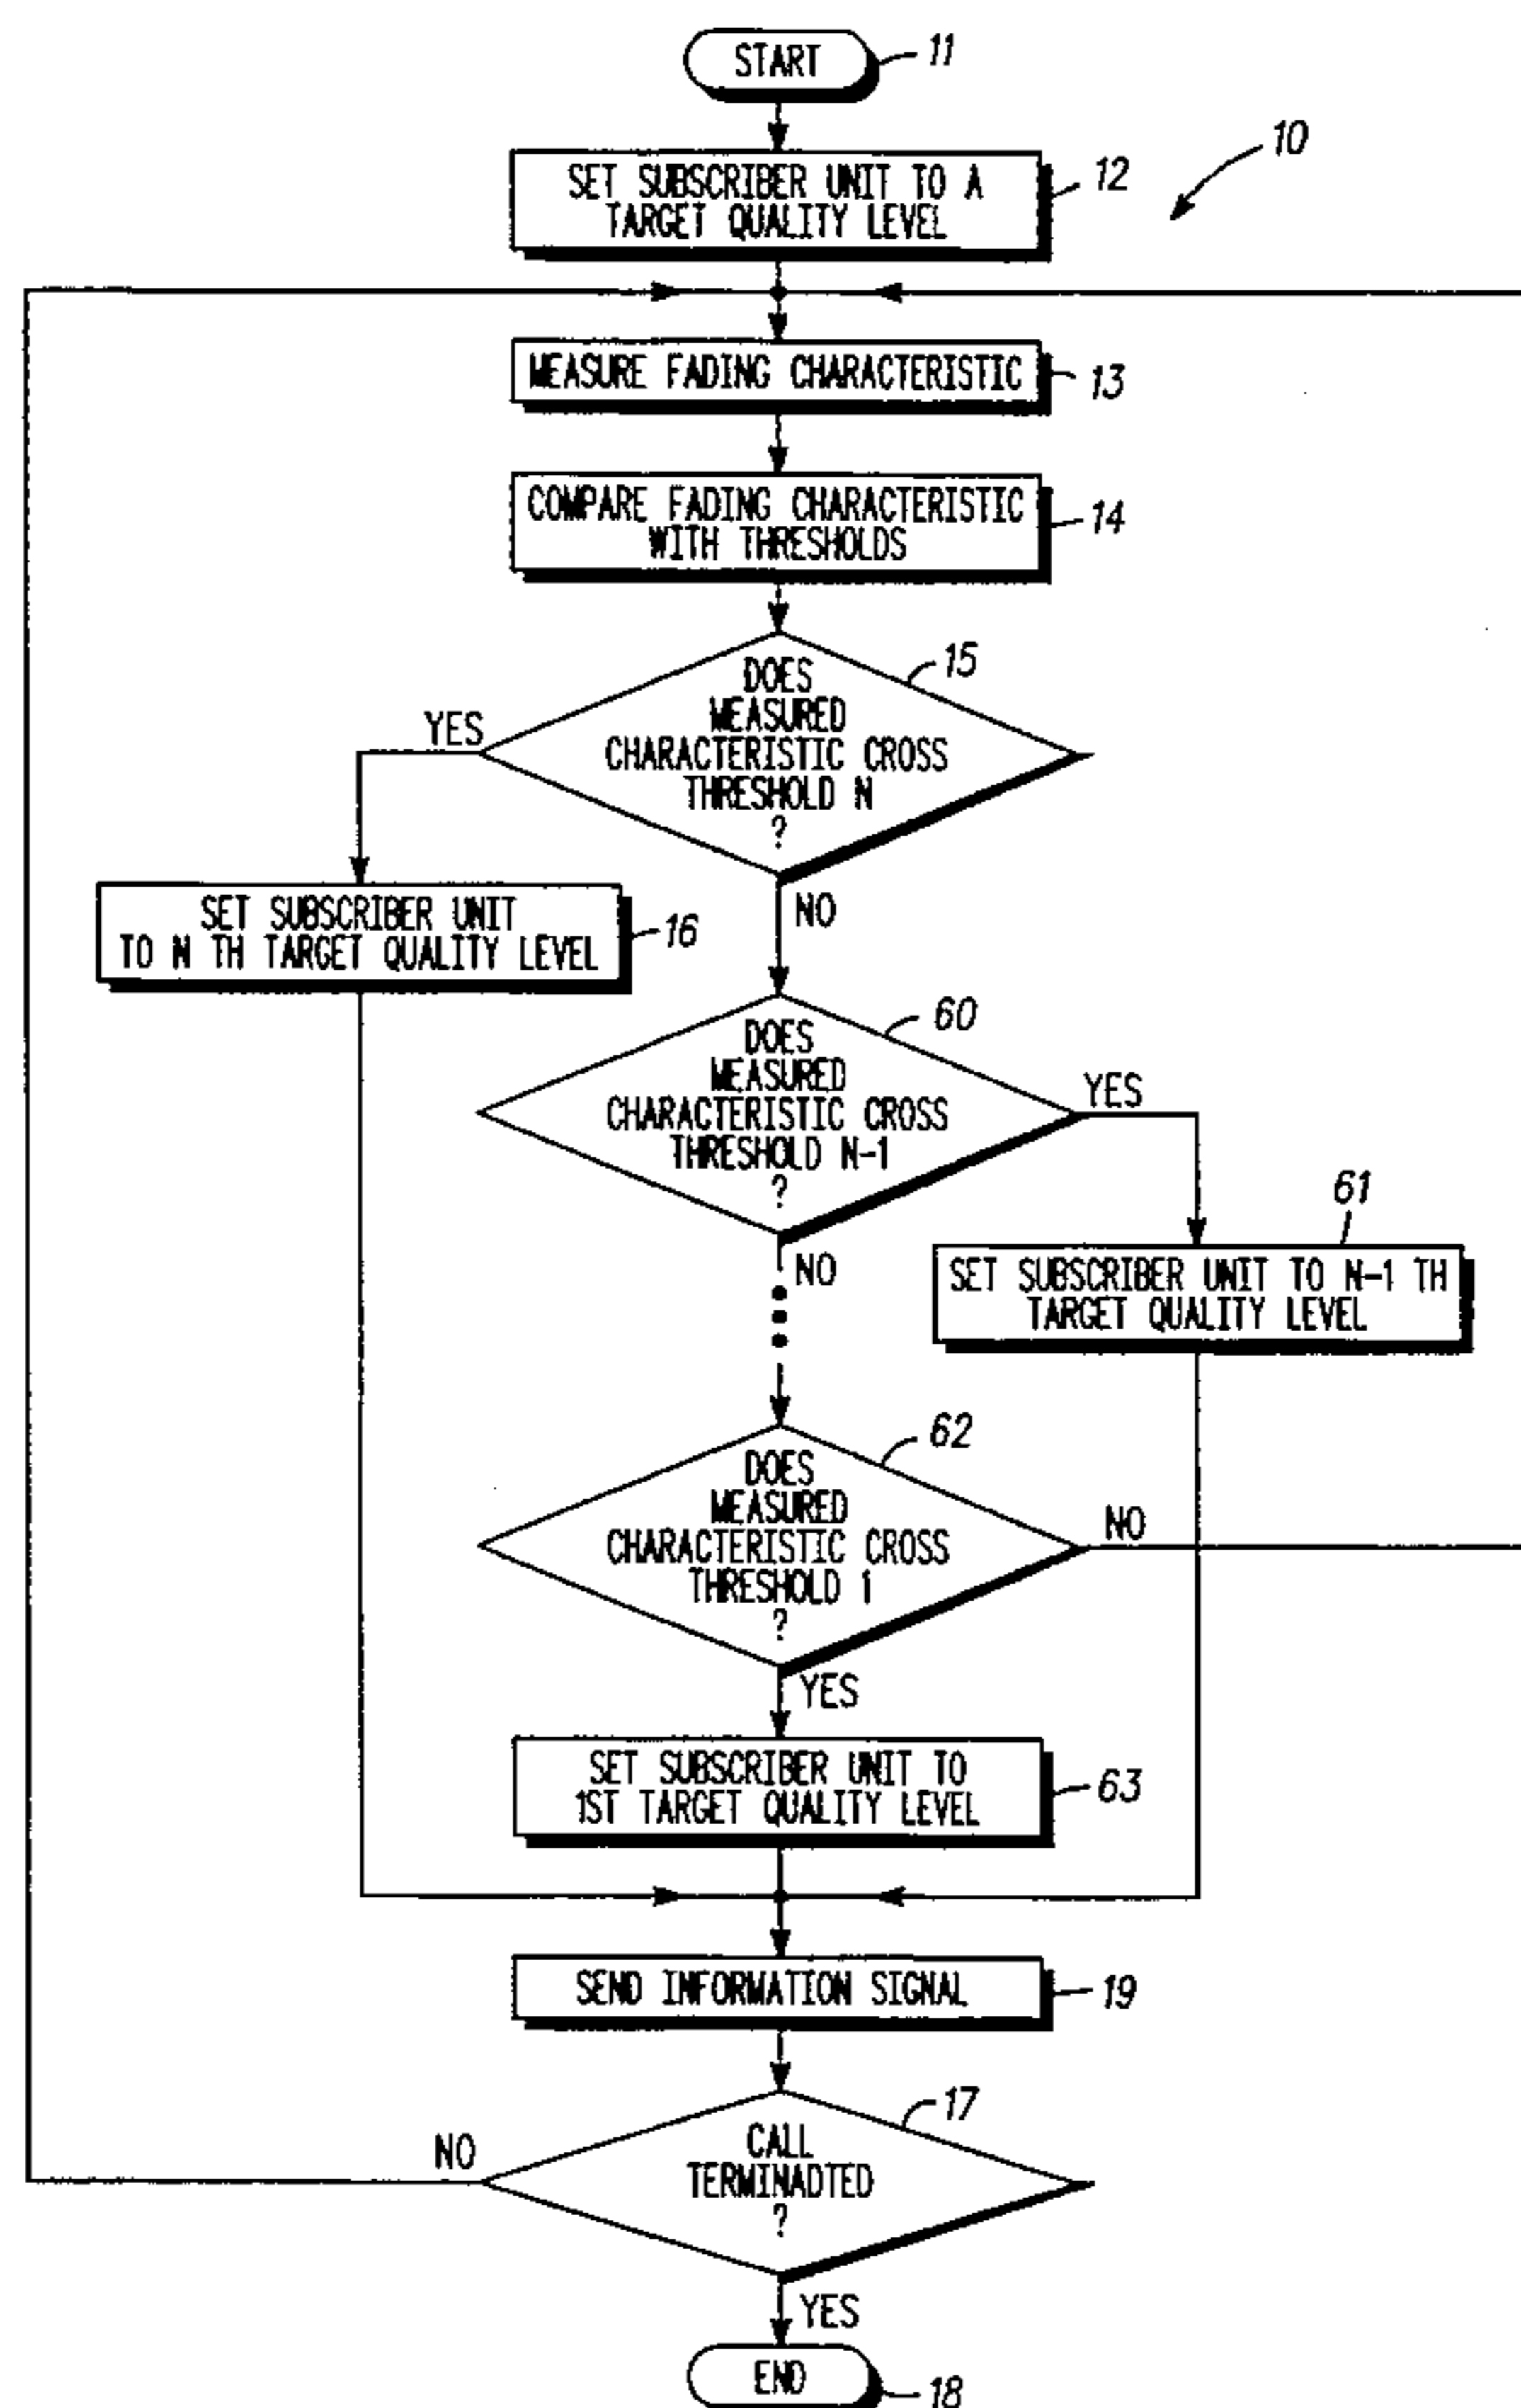 START
11
10
SET SUBSCRIBER UNIT TO A
TARGET QUALITY LEVEL
12
MEASURE FADING CHARACTERISTIC
13
COMPARE FADING CHARACTERISTIC
WITH THRESHOLDS
14
DOES
MEASURED
CHARACTERISTIC CROSS
THRESHOLD N
?
15
YES
NO
SET SUBSCRIBER UNIT
TO N TH TARGET QUALITY LEVEL
16
DOES
MEASURED
CHARACTERISTIC CROSS
THRESHOLD N-1
?
60
YES
NO
61
SET SUBSCRIBER UNIT TO N-1 TH
TARGET QUALITY LEVEL
DOES
MEASURED
CHARACTERISTIC CROSS
THRESHOLD 1
?
62
NO
YES
SET SUBSCRIBER UNIT TO
1ST TARGET QUALITY LEVEL
63
SEND INFORMATION SIGNAL
19
CALL
TERMINADTED
?
17
NO
YES
END
18